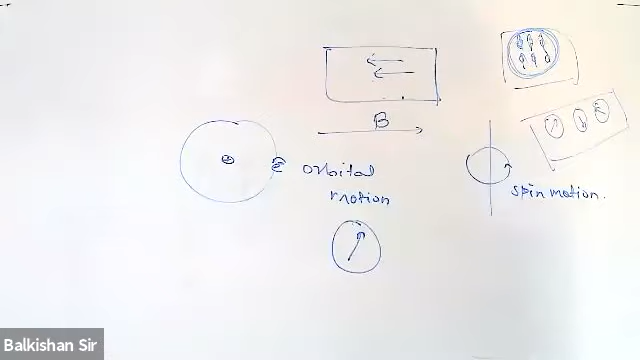 B
orbital
motion
spin motion.
Balkishan Sir